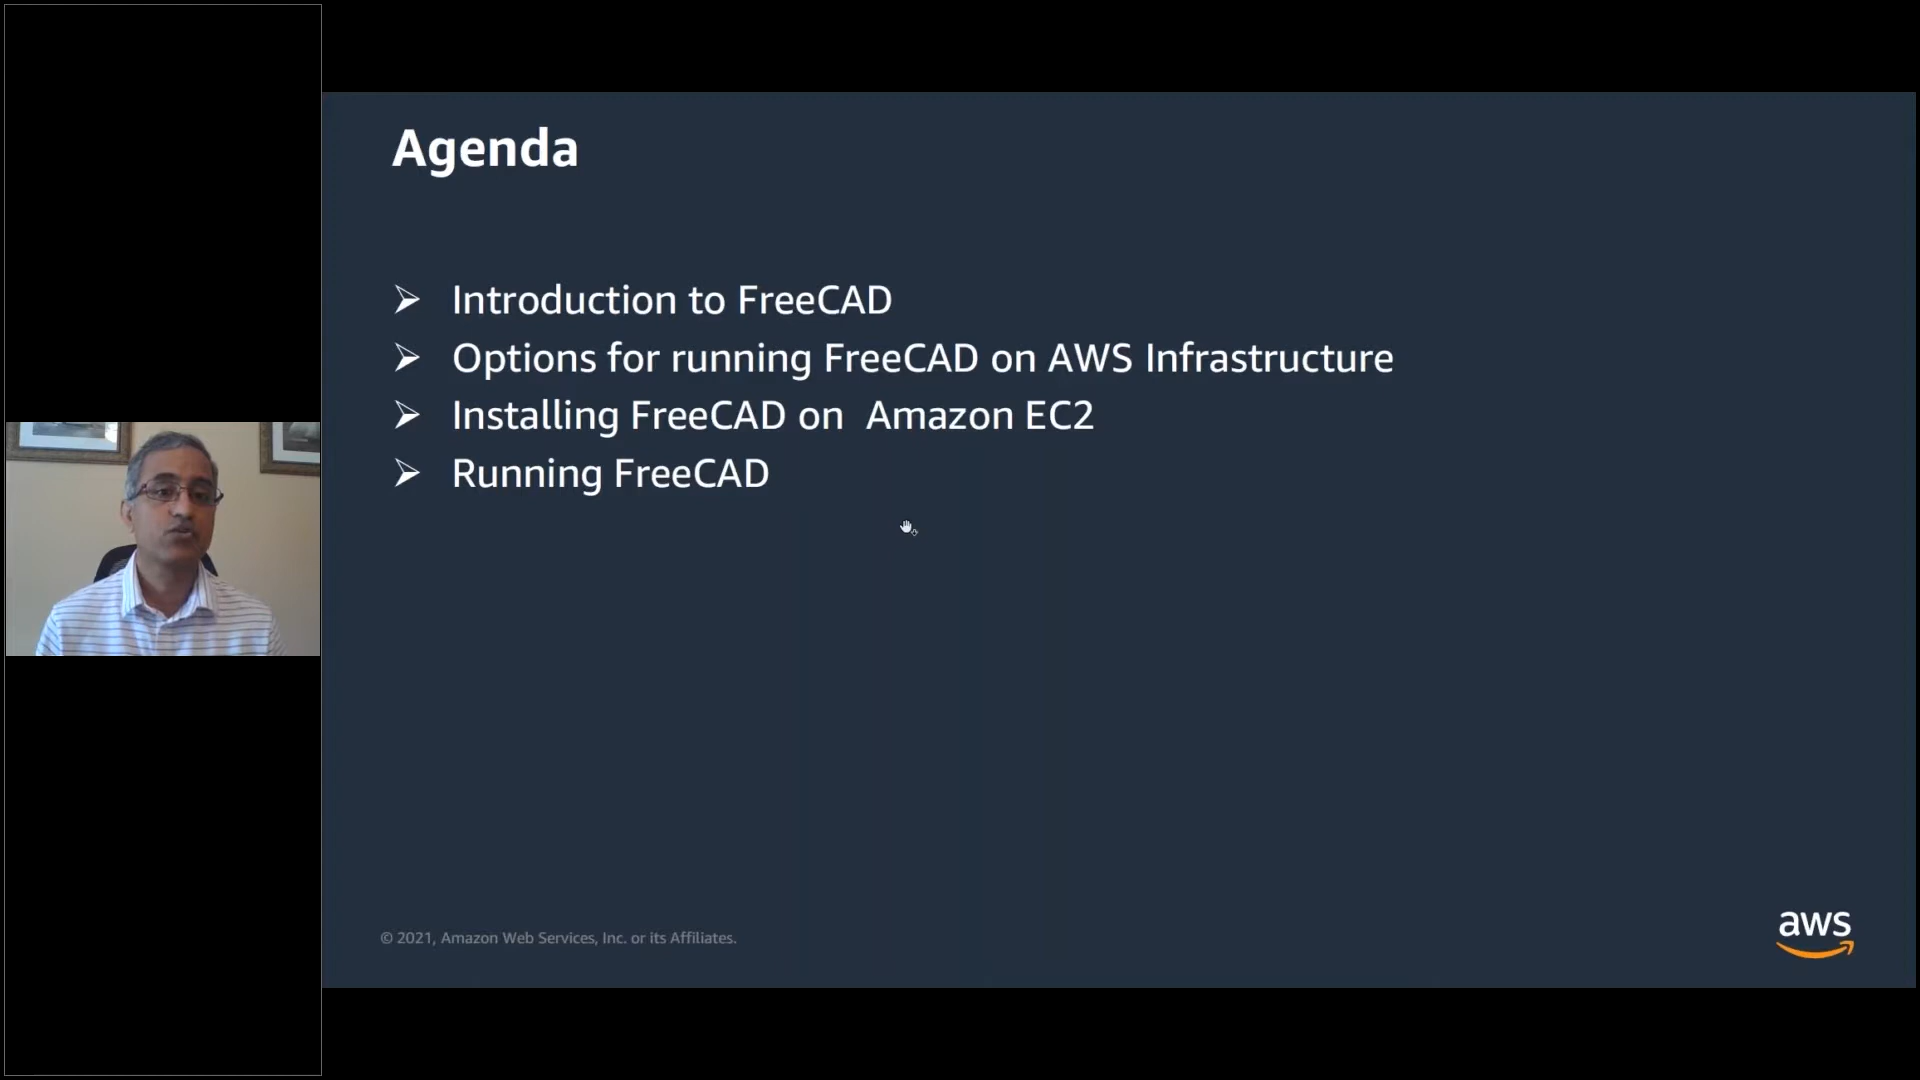 Agenda
Introduction to FreeCAD
Options for running FreeCAD on AWS Infrastructure
Installing FreeCAD on  Amazon EC2
Running FreeCAD
© 2021, Amazon Web Services, Inc. or its Affiliates.
aws